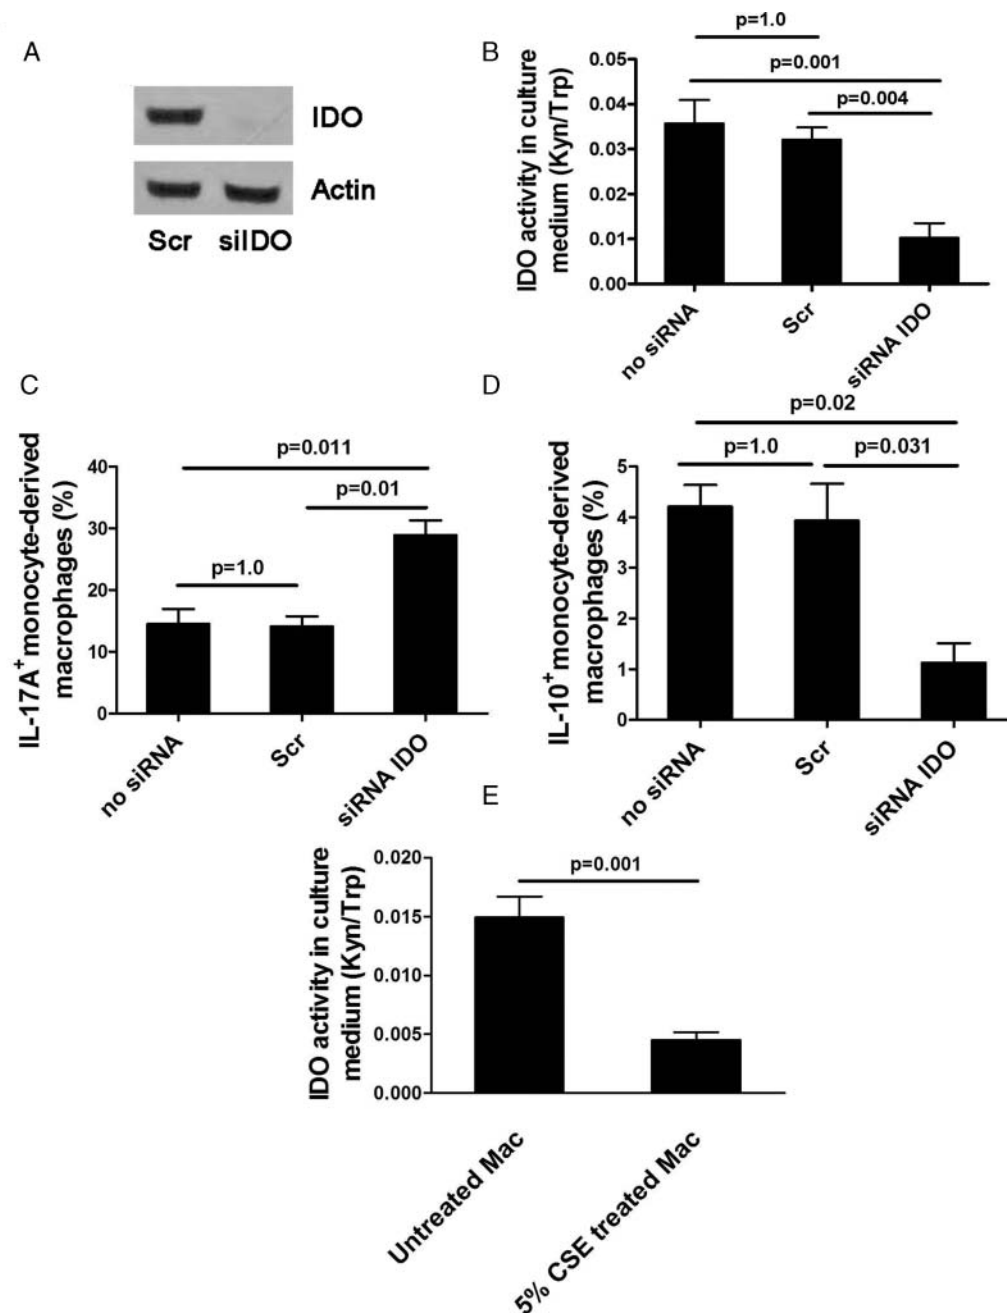 A
IDO
Actin
Scr siIDO
B
p=1.0
p=0.001
p=0.004
IDO activity in culture
medium (Kyn/Trp)
0.05
0.04
0.03
0.01
0.00
no siRNA
Scr
siRNA IDO
C
p=0.011
p=0.01
p=1.0
IL-17A+ monocyte-derived
macrophages (%)
40
30
20
10
0
no siRNA
Scr
siRNA IDO
D
p=0.02
p=1.0 p=0.031
IL-10+ monocyte-derived
macrophages (%)
5
4
3
2
1
0
no siRNA
Scr
siRNA IDO
E
p=0.001
IDO activity in culture
medium (Kyn/Trp)
0.020
0.015
0.010
0.005
0.000
Untreated Mac
5% CSE treated Mac